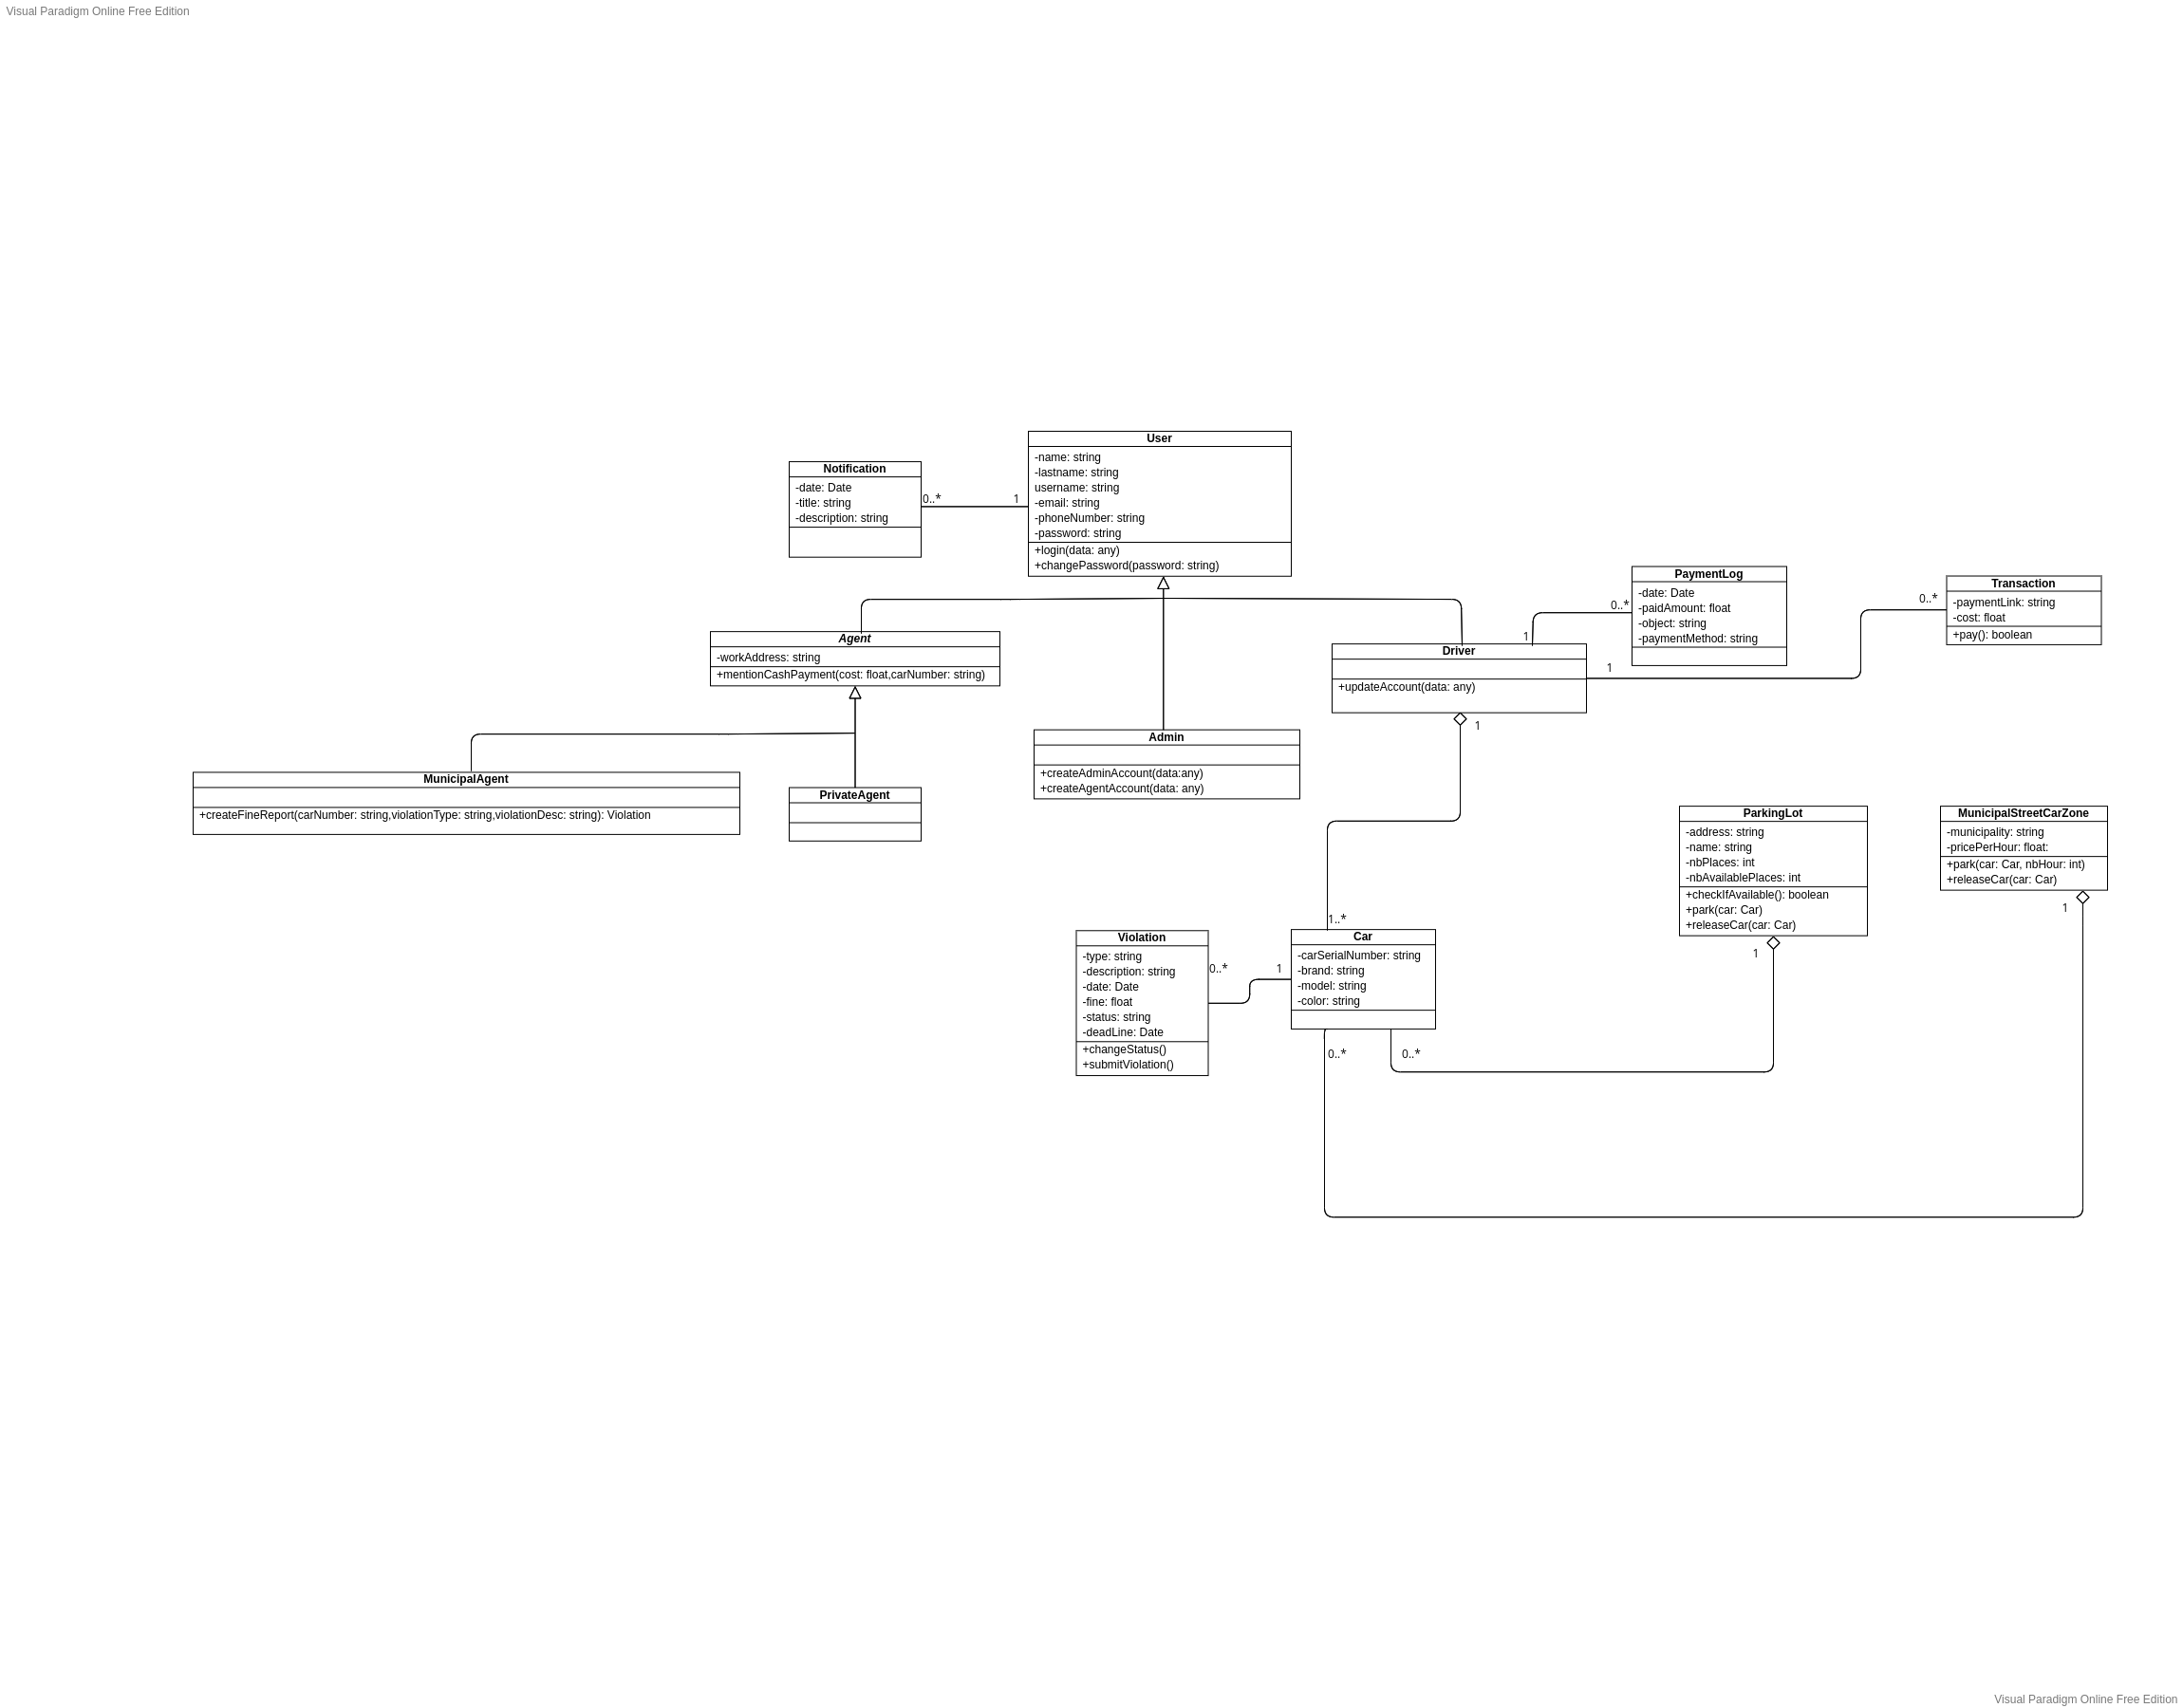 Visual Paradigm Online Free Edition
User
-name: string
-lastname: string
username: string
-email: string
-phoneNumber: string
-password: string
+login(data: any)
+changePassword(password: string)
Notification
-date: Date
-title: string
-description: string
0..*
1
PaymentLog
-date: Date
-paidAmount: float
-object: string
-paymentMethod: string
0..*
1
Transaction
-paymentLink: string
-cost: float
+pay(): boolean
0..*
1
Agent
-workAddress: string
+mentionCashPayment(cost: float,carNumber: string)
Driver
+updateAccount(data: any)
1
Admin
+createAdminAccount(data:any)
+createAgentAccount(data: any)
MunicipalAgent
+createFineReport(carNumber: string,violationType: string,violationDesc: string): Violation
PrivateAgent
ParkingLot
-address: string
-name: string
-nbPlaces: int
-nbAvailablePlaces: int
+checkIfAvailable(): boolean
+park(car: Car)
+releaseCar(car: Car)
1
MunicipalStreetCarZone
-municipality: string
-pricePerHour: float:
+park(car: Car, nbHour: int)
+releaseCar(car: Car)
1
1..*
Violation
-type: string
-description: string
-date: Date
-fine: float
-status: string
-deadLine: Date
+changeStatus()
+submitViolation()
0..*
1
Car
-carSerialNumber: string
-brand: string
-model: string
-color: string
0..*
0..*
Visual Paradigm Online Free Edition